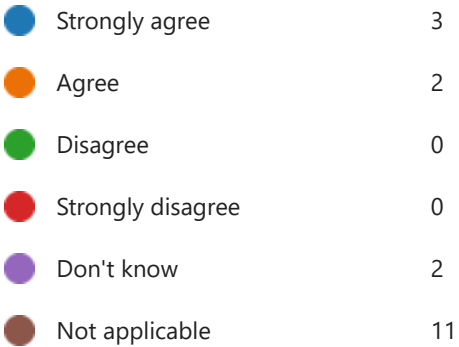 Strongly agree 3
Agree 2
Disagree 0
Strongly disagree 0
Don't know 2
Not applicable 11